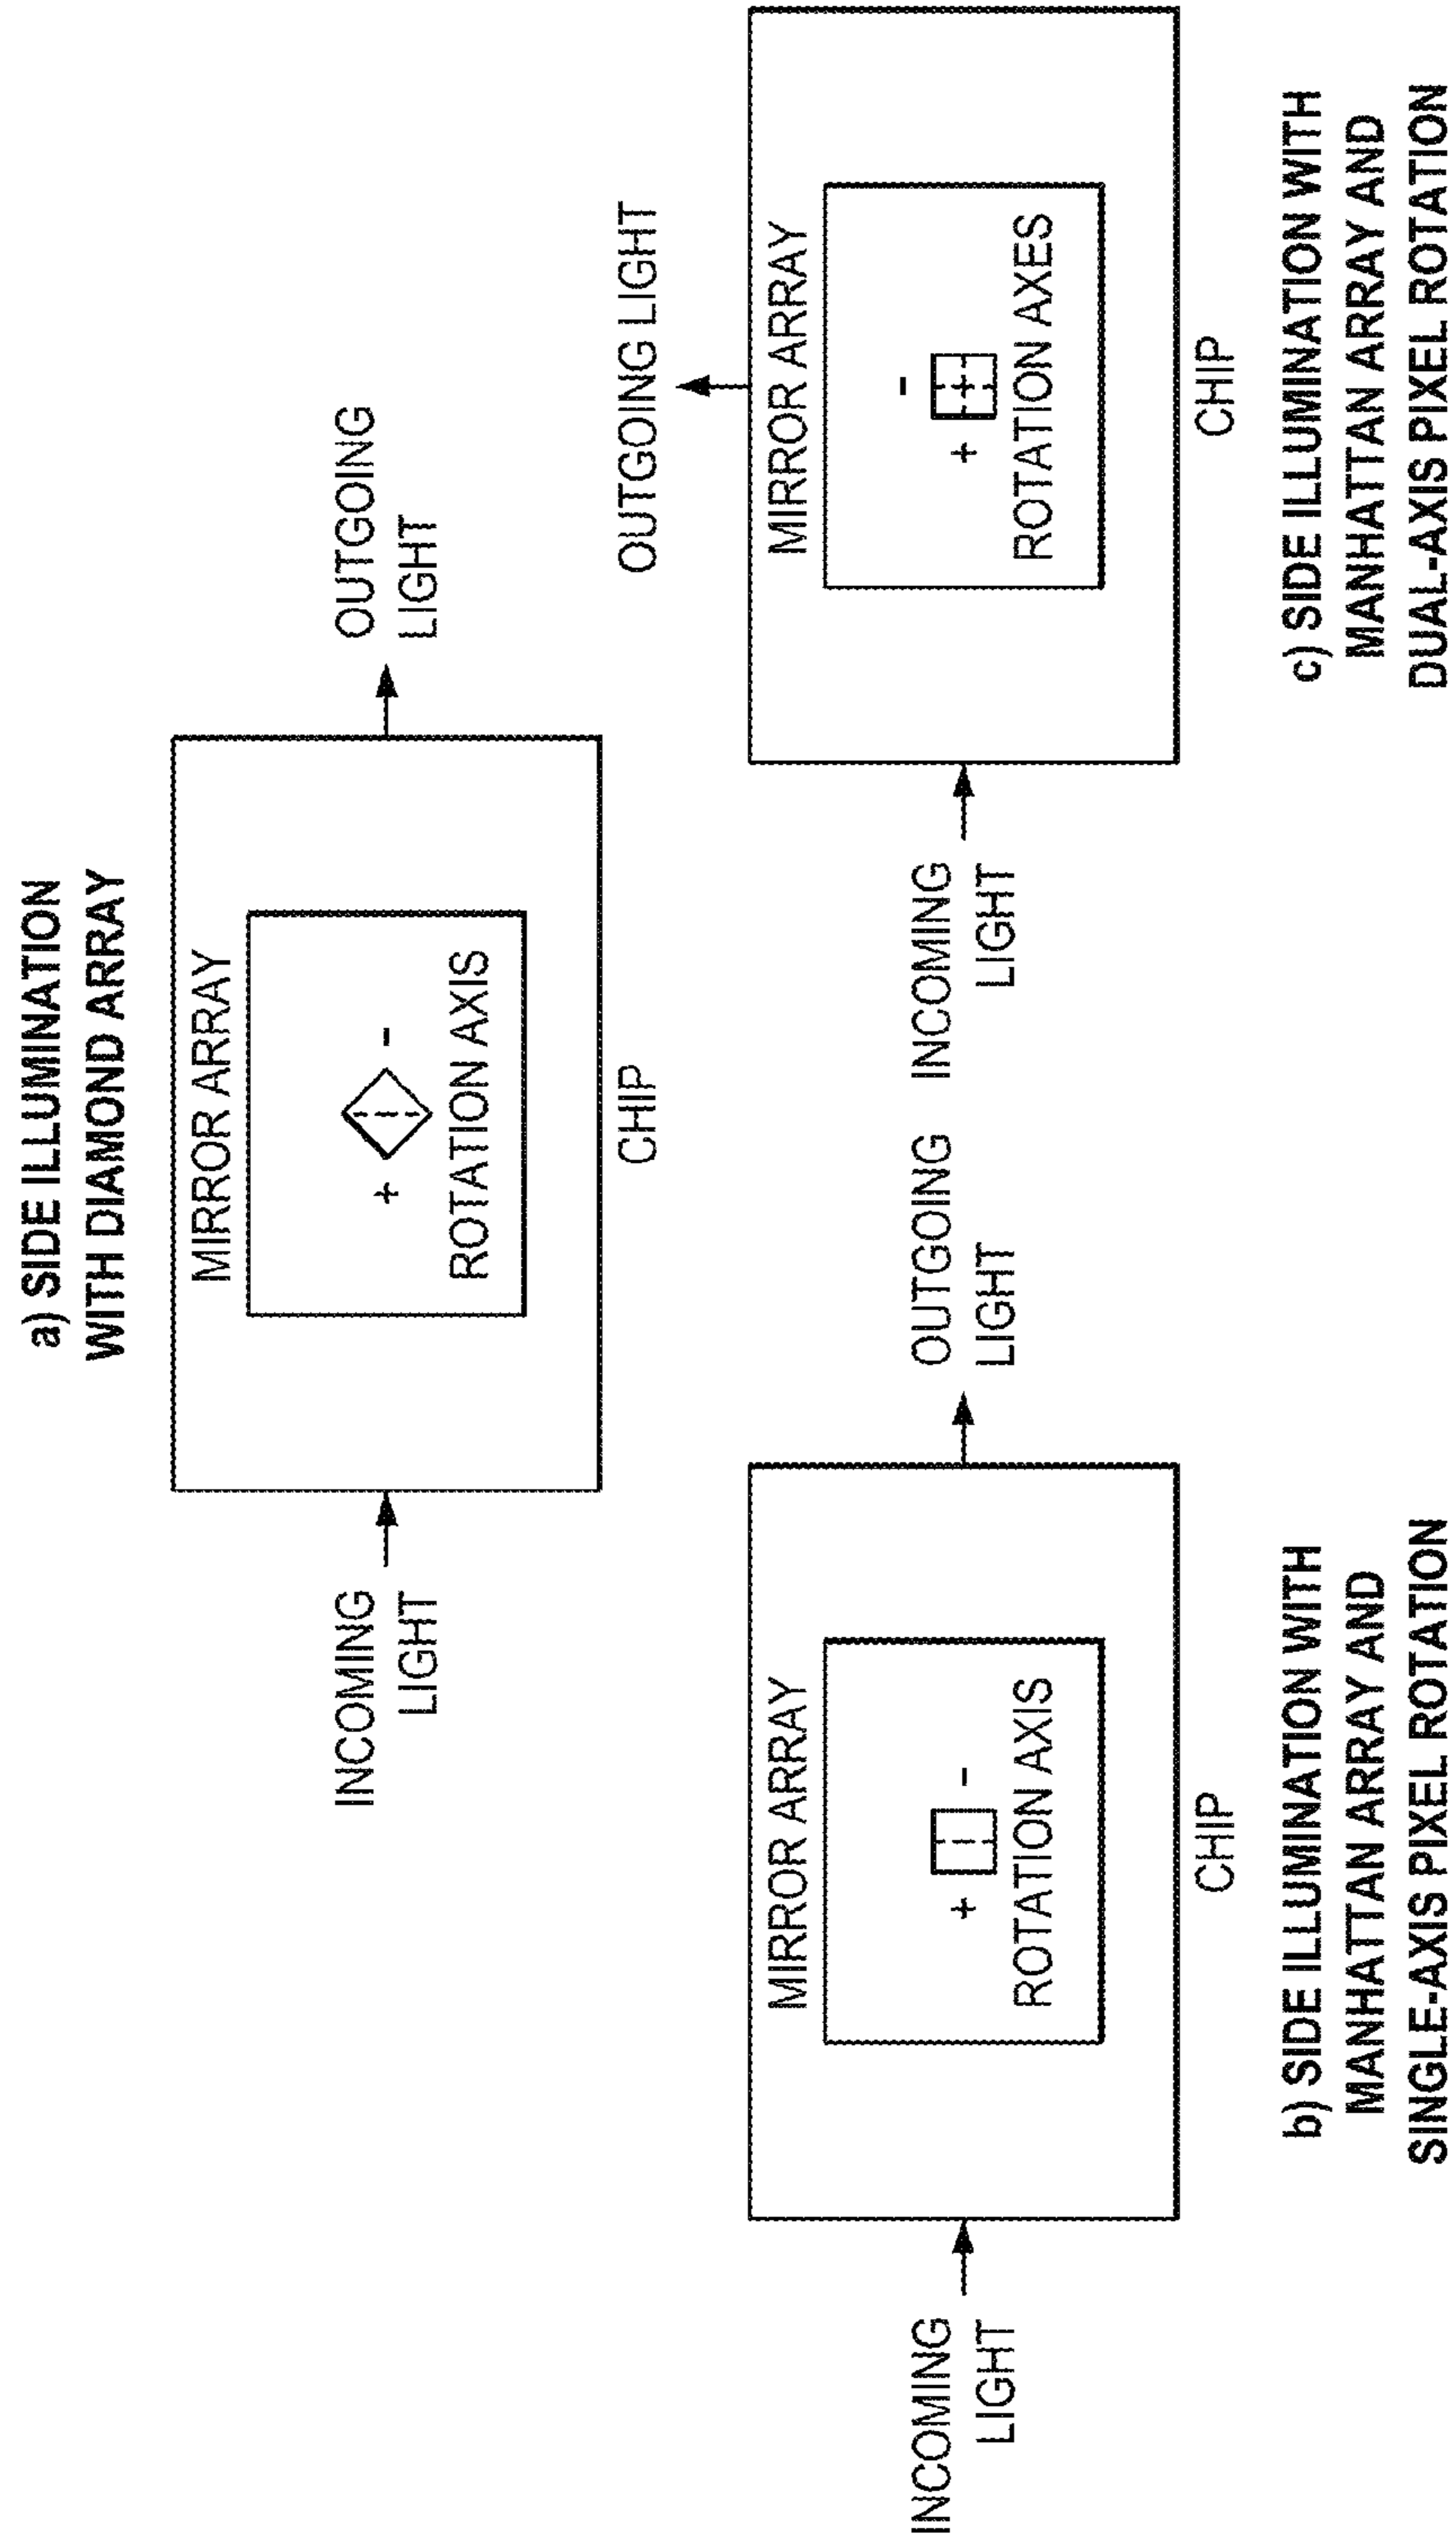 a) SIDE ILLUMINATION
WITH DIAMOND ARRAY
MIRROR ARRAY
+
-
ROTATION AXIS
CHIP
INCOMING
LIGHT
OUTGOING
LIGHT
MIRROR ARRAY
+
-
ROTATION AXIS
CHIP
INCOMING
LIGHT
OUTGOING
LIGHT
b) SIDE ILLUMINATION WITH
MANHATTAN ARRAY AND
SINGLE-AXIS PIXEL ROTATION
OUTGOING LIGHT
MIRROR ARRAY
-
+
ROTATION AXES
CHIP
INCOMING
LIGHT
c) SIDE ILLUMINATION WITH
MANHATTAN ARRAY AND
DUAL-AXIS PIXEL ROTATION